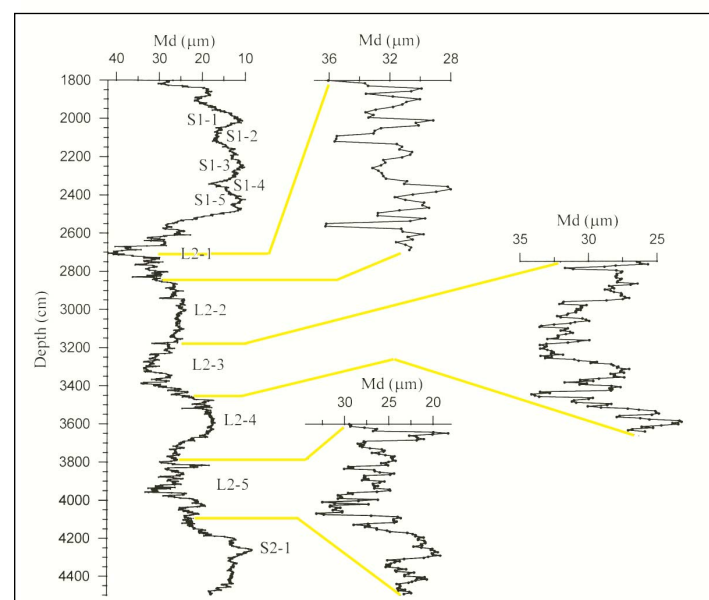 Md (μm)
40 30 20 10
Md (μm)
36 32 28
Depth (cm)
1800
2000
2200
2400
2600
2800
3000
3200
3400
3600
3800
4000
4200
4400
S1-1
S1-2
S1-3
S1-4
S1-5
L2-1
L2-2
L2-3
L2-4
L2-5
S2-1
Md (μm)
35 30 25
Md (μm)
30 20